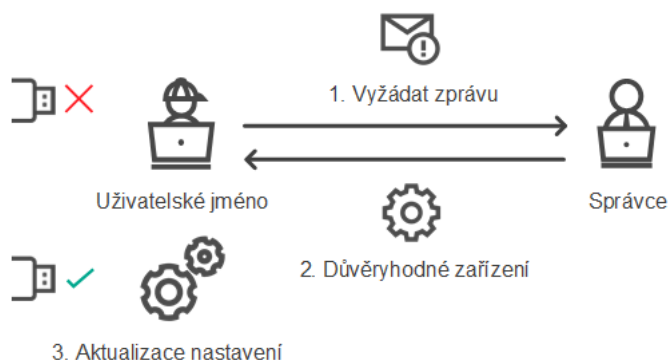 1. Vyžádat zprávu
Uživatelské jméno
Správce
2. Důvěryhodné zařízení
3. Aktualizace nastavení